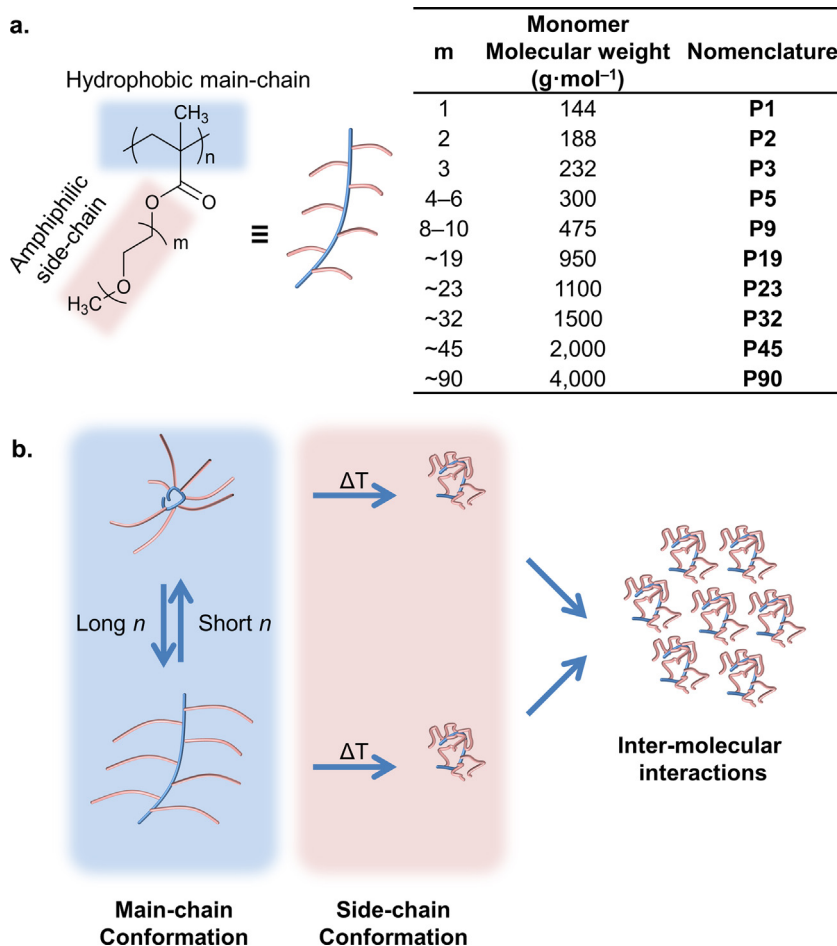 a.
Hydrophobic main-chain
CH3
n
O
O
m
O
H3C
Amphiphilic
side-chain
≡
Monomer
m Molecular weight Nomenclature
(g·mol–1)
1 144 P1
2 188 P2
3 232 P3
4–6 300 P5
8–10 475 P9
~19 950 P19
~23 1100 P23
~32 1500 P32
~45 2,000 P45
~90 4,000 P90
b.
ΔT
Long n Short n
ΔT
Inter-molecular
interactions
Main-chain
Conformation
Side-chain
Conformation